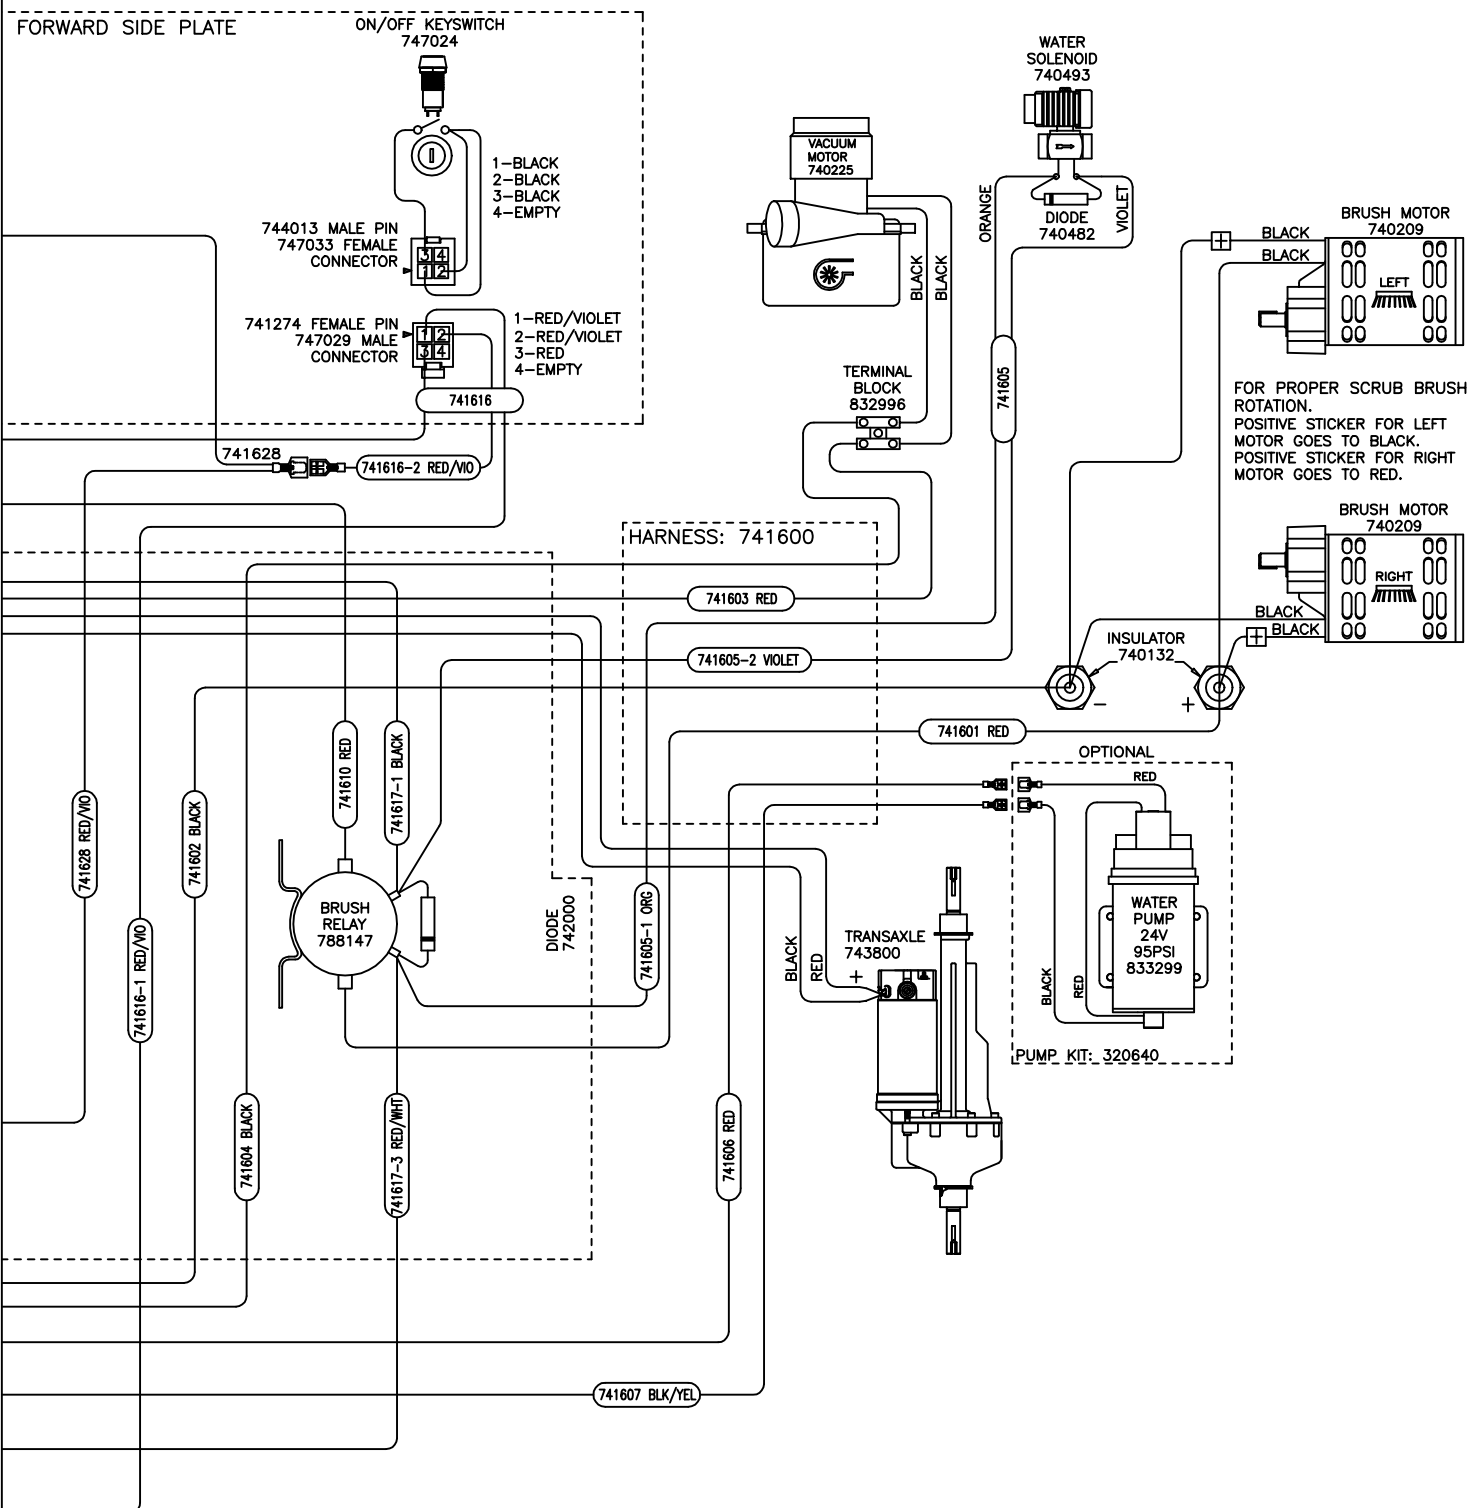 FORWARD SIDE PLATE
ON/OFF KEYSWITCH
747024
1-BLACK
2-BLACK
3-BLACK
4-EMPTY
744013 MALE PIN
747033 FEMALE
CONNECTOR
3 4
1 2
741274 FEMALE PIN
747029 MALE
CONNECTOR
1 2
3 4
1-RED/VIOLET
2-RED/VIOLET
3-RED
4-EMPTY
741616
741628
741616-2 RED/VIO
VACUUM
MOTOR
740225
BLACK
BLACK
TERMINAL
BLOCK
832996
WATER
SOLENOID
740493
ORANGE
VIOLET
DIODE
740482
741605
BRUSH MOTOR
740209
BLACK
BLACK
LEFT
FOR PROPER SCRUB BRUSH
ROTATION.
POSITIVE STICKER FOR LEFT
MOTOR GOES TO BLACK.
POSITIVE STICKER FOR RIGHT
MOTOR GOES TO RED.
BRUSH MOTOR
740209
RIGHT
BLACK
BLACK
INSULATOR
740132
-
+
HARNESS: 741600
741603 RED
741605-2 VIOLET
741601 RED
741610 RED
741617-1 BLACK
741628 RED/VIO
741602 BLACK
BRUSH
RELAY
788147
DIODE
742000
741605-1 ORG
741616-1 RED/VIO
741604 BLACK
741617-3 RED/WHT
741606 RED
741607 BLK/YEL
BLACK
RED
TRANSAXLE
743800
+
OPTIONAL
RED
BLACK
RED
WATER
PUMP
24V
95PSI
833299
PUMP KIT: 320640